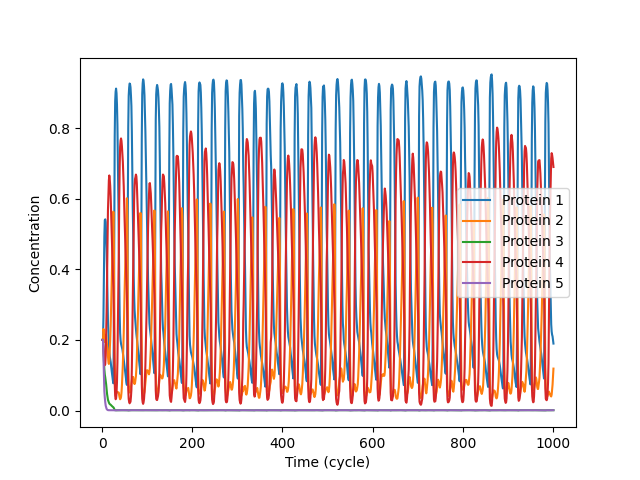 Concentration
0.8
0.6
0.4
0.2
0.0
Protein 1
Protein 2
Protein 3
Protein 4
Protein 5
0 200 400 600 800 1000
Time (cycle)